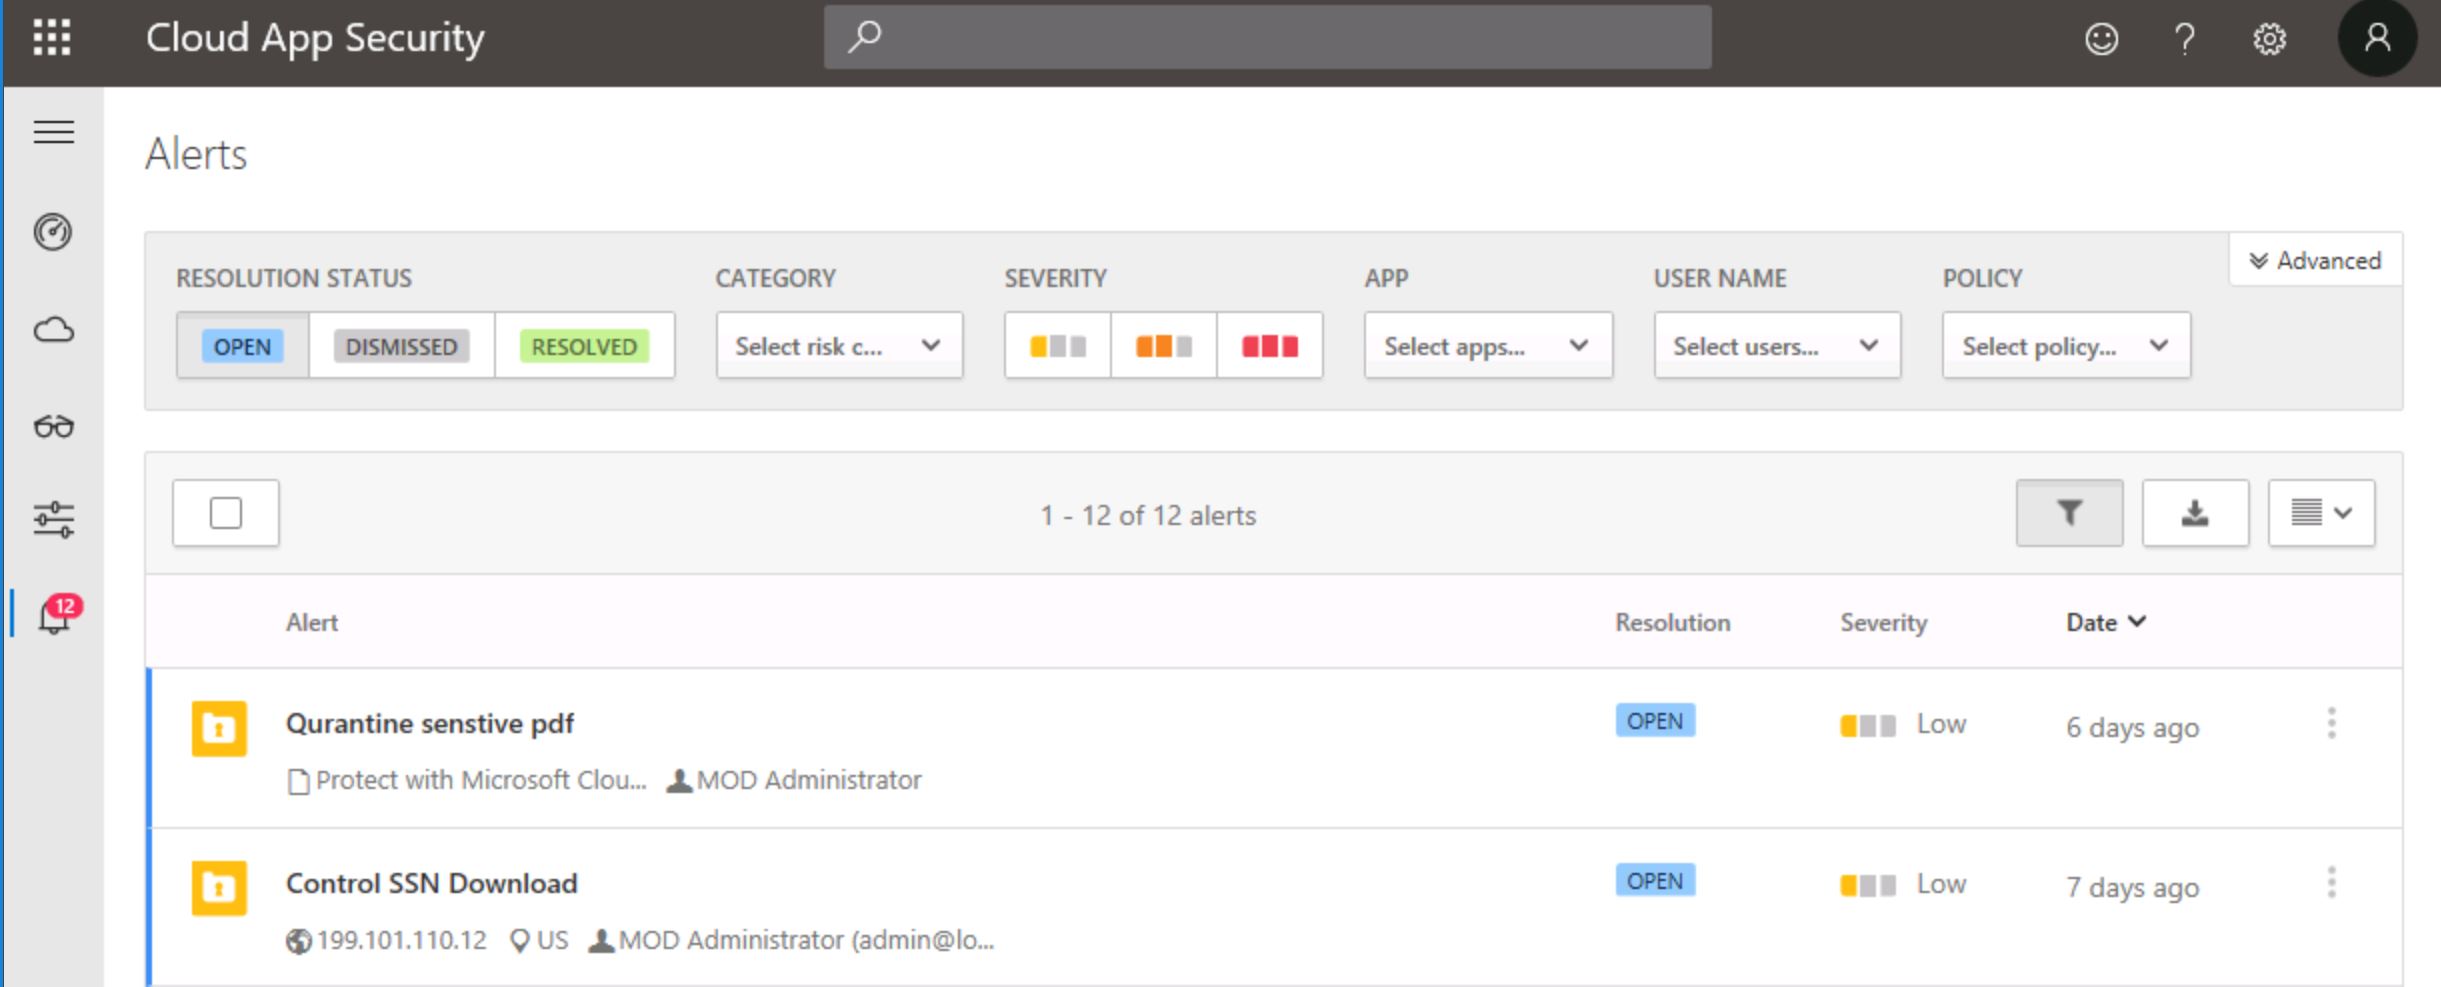 Cloud App Security
Alerts
Advanced
RESOLUTION STATUS CATEGORY SEVERITY APP USER NAME POLICY
OPEN DISMISSED RESOLVED Select risk c... Select apps... Select users... Select policy...
1 - 12 of 12 alerts
12
Alert Resolution Severity Date
Qurantine senstive pdf OPEN Low 6 days ago
Protect with Microsoft Clou... MOD Administrator
Control SSN Download OPEN Low 7 days ago
199.101.110.12 US MOD Administrator (admin@lo...